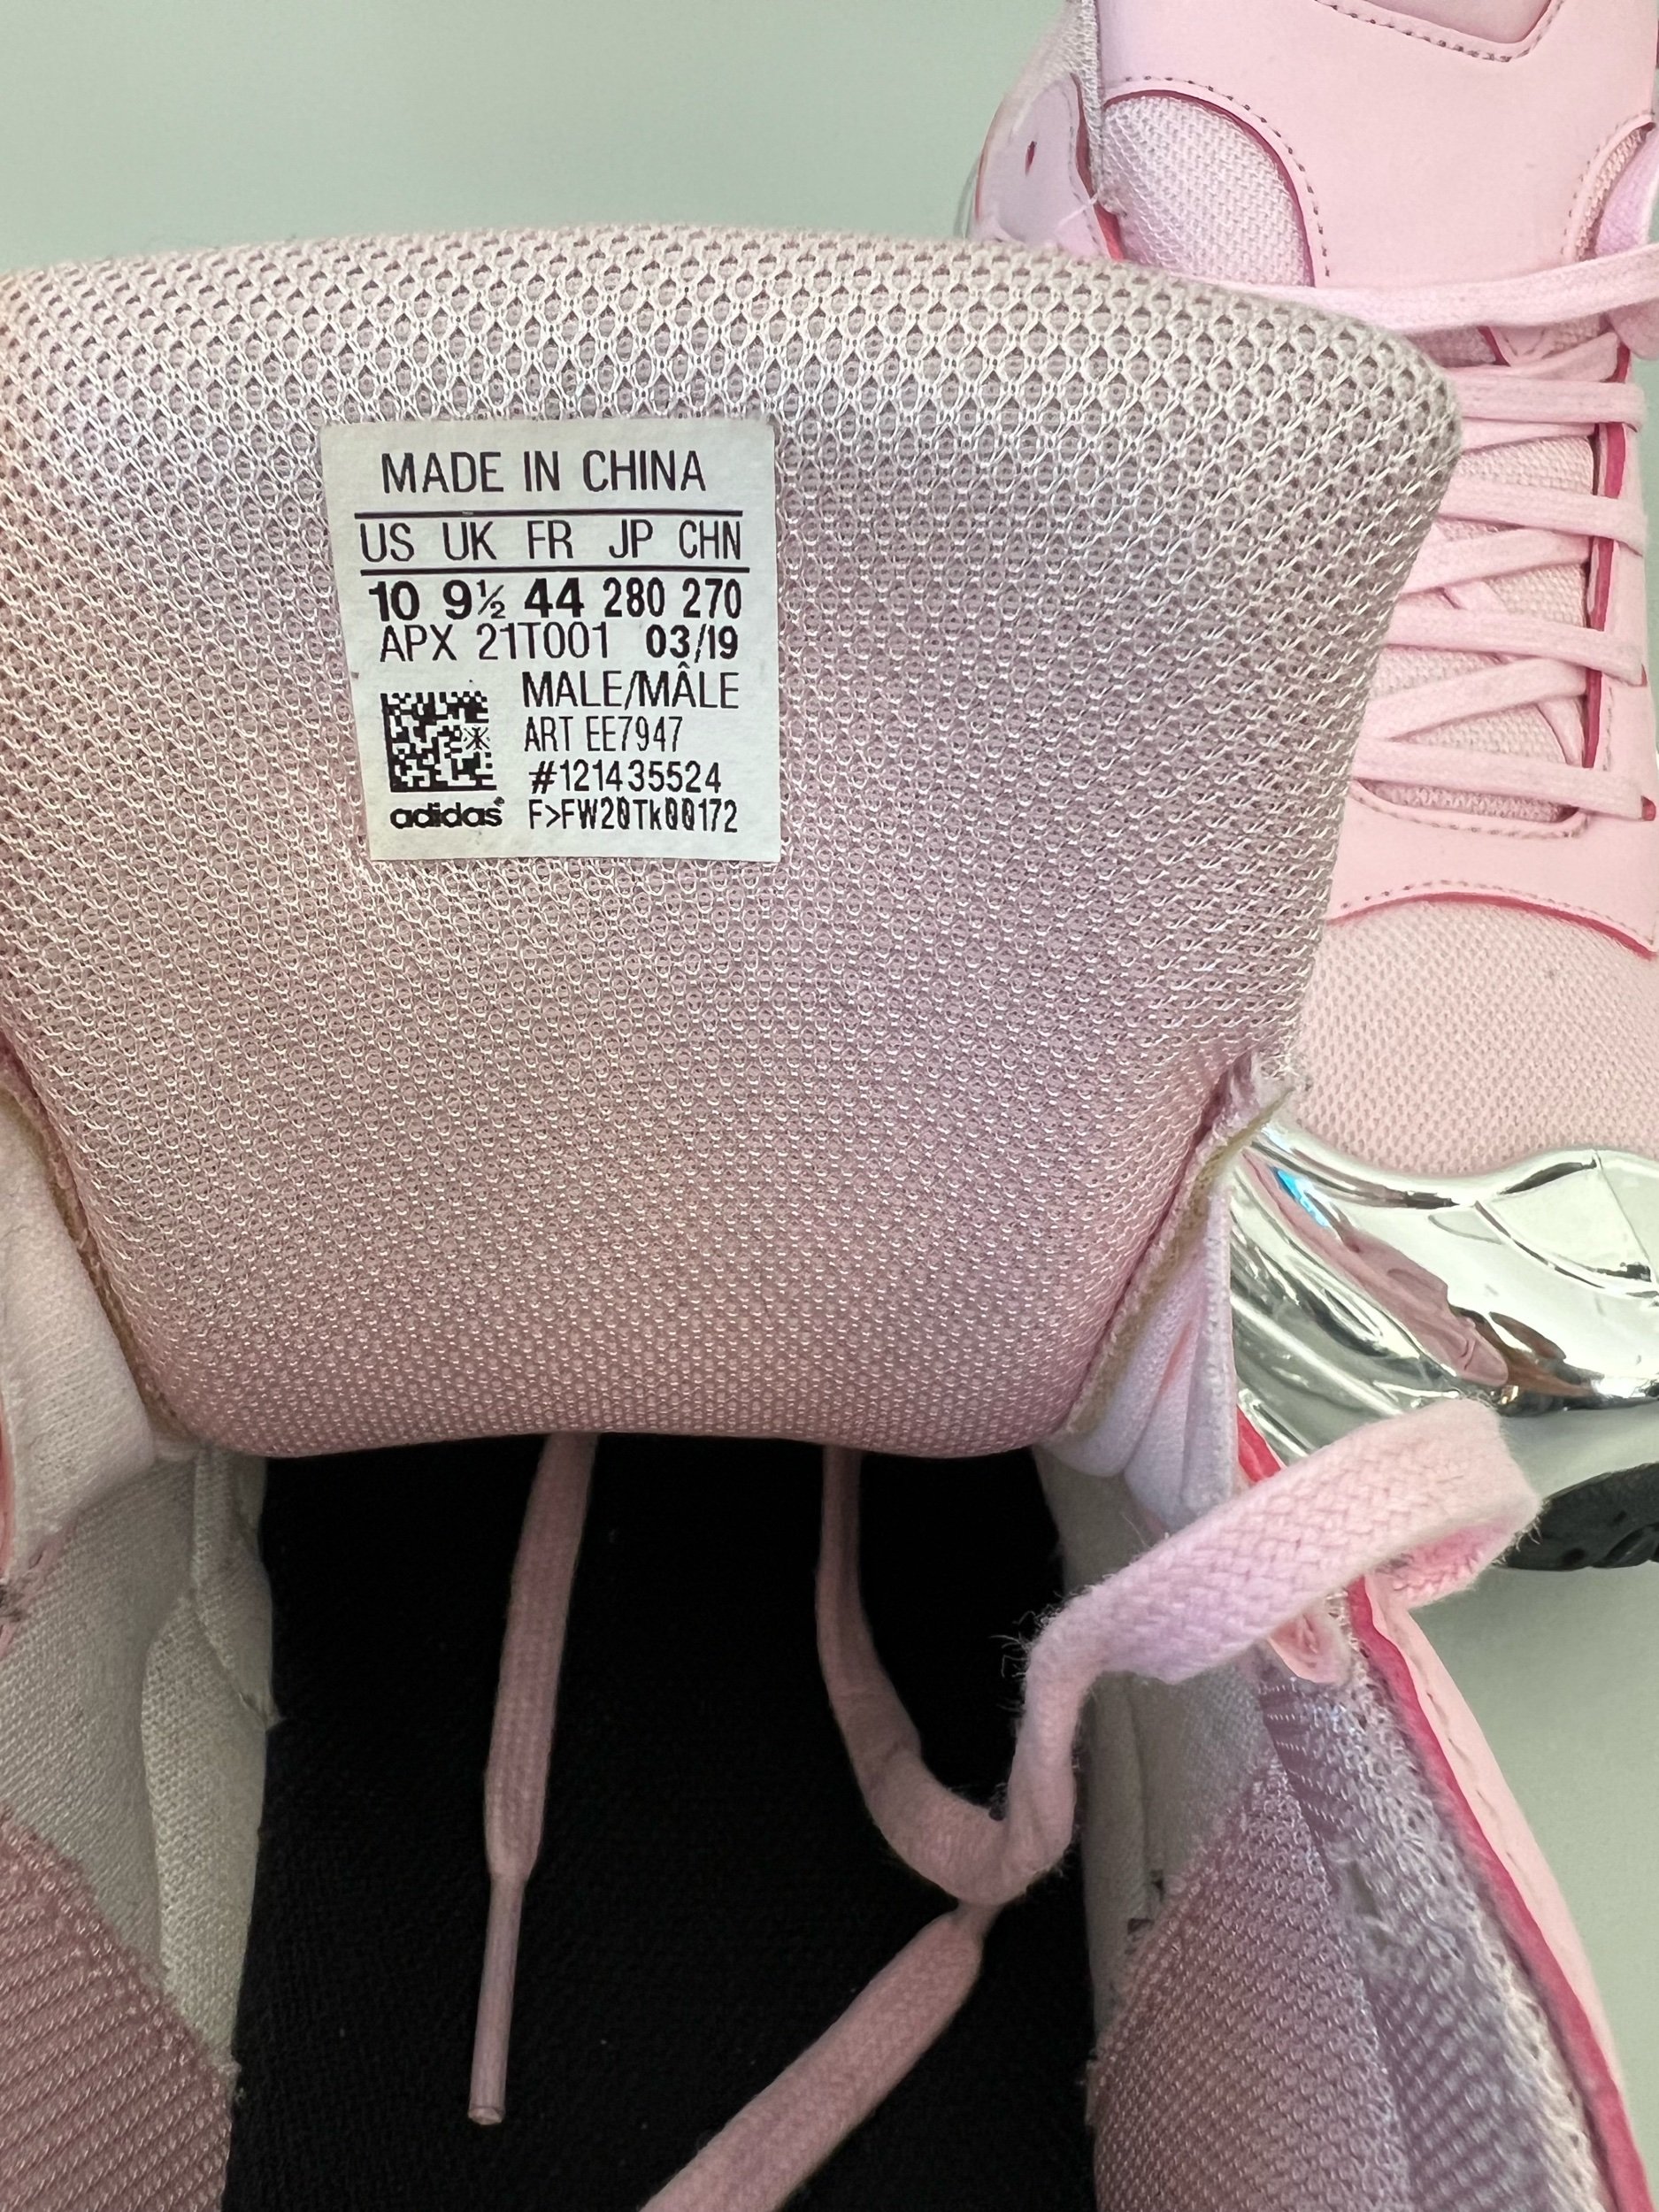 MADE IN CHINA
US UK FR JP CHN
10 9½ 44 280 270
APX 21T001 03/19
MALE/MÂLE
ART EE7947
#121435524
adidas® F>FW20Tk00172